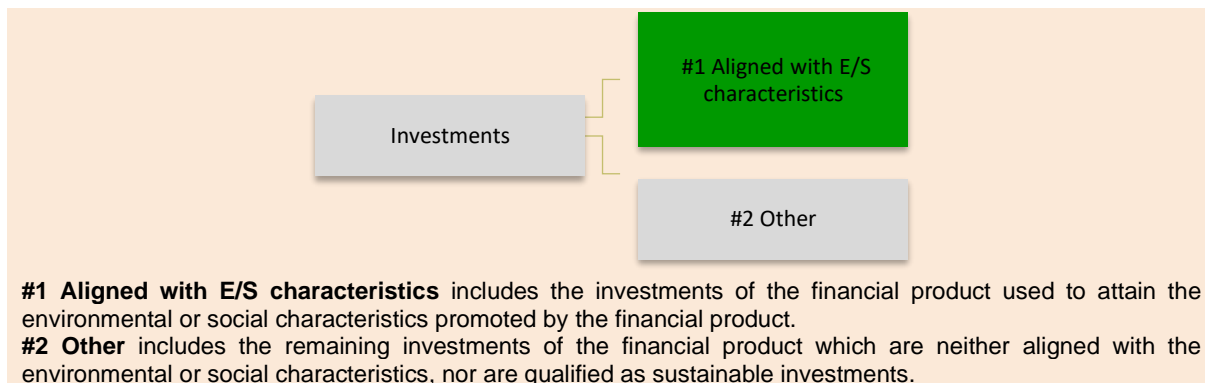 #1 Aligned with E/S
characteristics
Investments
#2 Other
#1 Aligned with E/S characteristics includes the investments of the financial product used to attain the
environmental or social characteristics promoted by the financial product.
#2 Other includes the remaining investments of the financial product which are neither aligned with the
environmental or social characteristics, nor are qualified as sustainable investments.